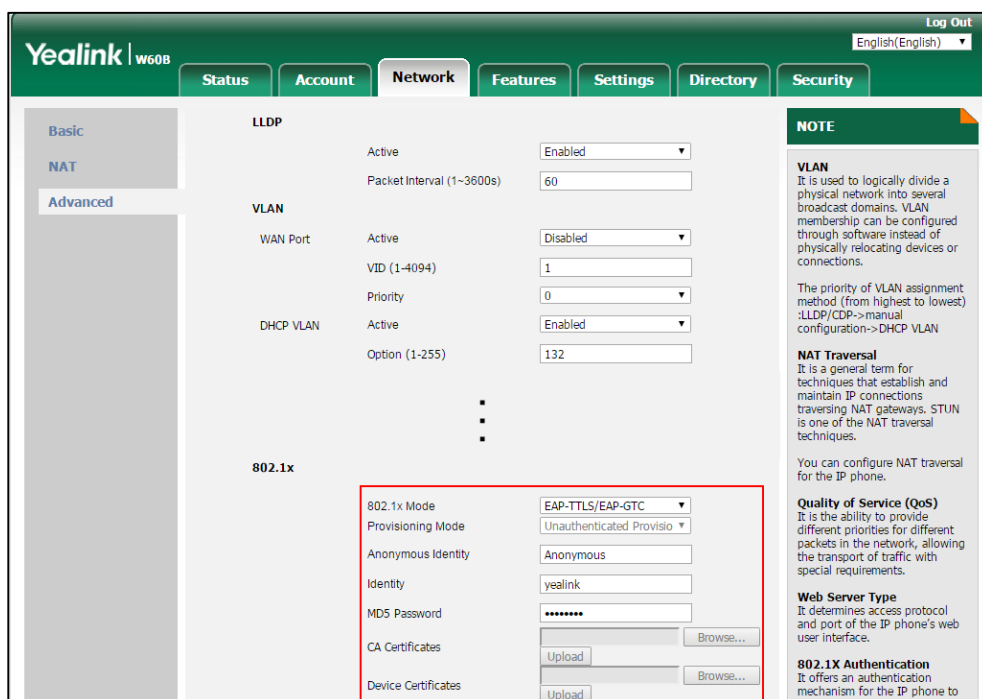 Log Out
English(English)
Yealink | W60B
Status Account Network Features Settings Directory Security
Basic
NAT
Advanced
LLDP
Active Enabled
Packet Interval (1~3600s) 60
VLAN
WAN Port Active Disabled
VID (1-4094) 1
Priority 0
DHCP VLAN Active Enabled
Option (1-255) 132
802.1x
802.1x Mode EAP-TTLS/EAP-GTC
Provisioning Mode Unauthenticated Provisio
Anonymous Identity Anonymous
Identity yealink
MD5 Password ••••••••
CA Certificates Browse...
Upload
Device Certificates Browse...
Upload
NOTE
VLAN
It is used to logically divide a
physical network into several
broadcast domains. VLAN
membership can be configured
through software instead of
physically relocating devices or
connections.
The priority of VLAN assignment
method (from highest to lowest)
:LLDP/CDP->manual
configuration->DHCP VLAN
NAT Traversal
It is a general term for
techniques that establish and
maintain IP connections
traversing NAT gateways. STUN
is one of the NAT traversal
techniques.
You can configure NAT traversal
for the IP phone.
Quality of Service (QoS)
It is the ability to provide
different priorities for different
packets in the network, allowing
the transport of traffic with
special requirements.
Web Server Type
It determines access protocol
and port of the IP phone's web
user interface.
802.1X Authentication
It offers an authentication
mechanism for the IP phone to